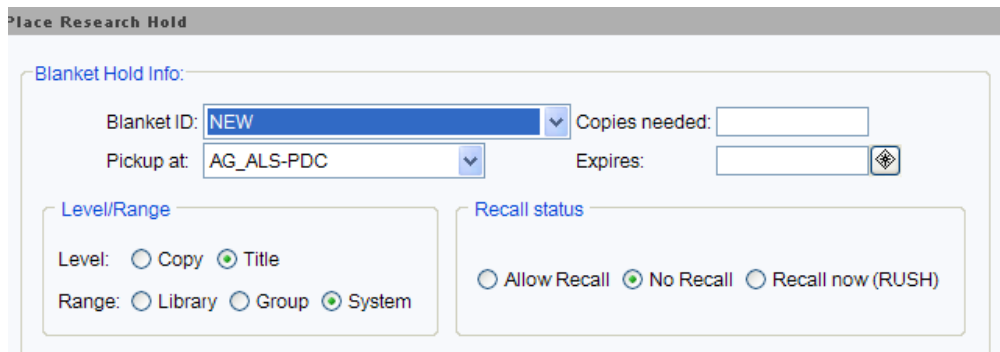 Place Research Hold
Blanket Hold Info:
Blanket ID: NEW Copies needed:
Pickup at: AG_ALS-PDC Expires:
Level/Range Recall status
Level: Copy Title
Allow Recall No Recall Recall now (RUSH)
Range: Library Group System